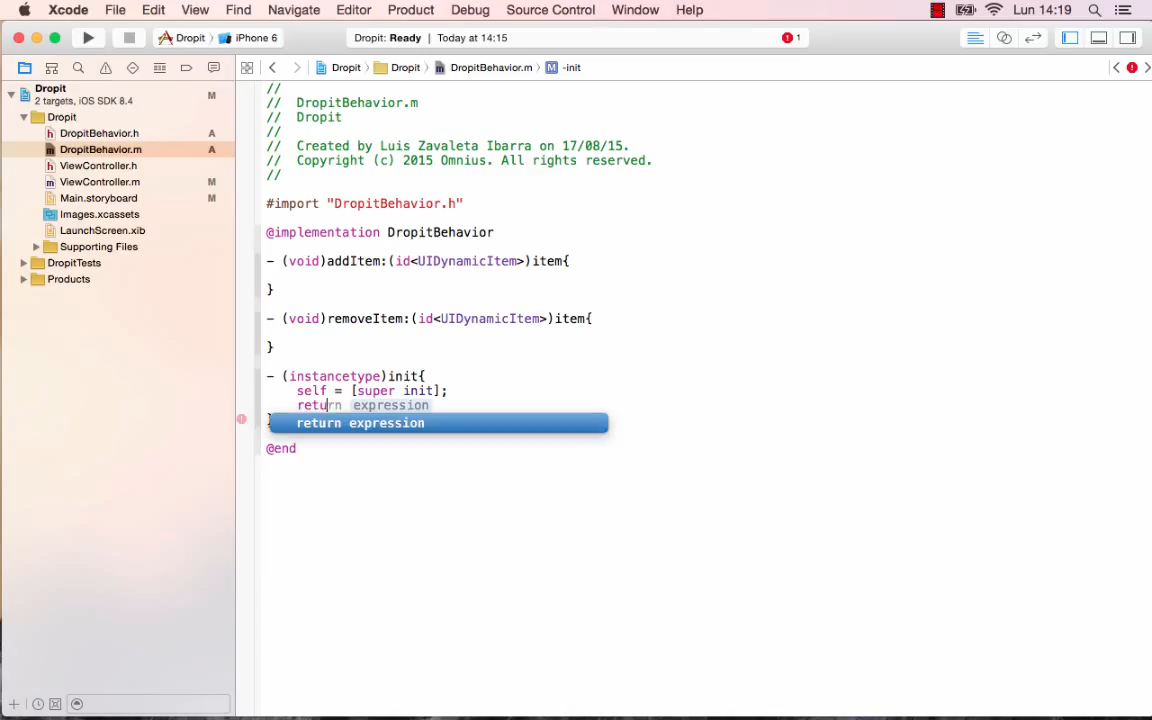 Xcode File Edit View Find Navigate Editor Product Debug Source Control Window Help Lun 14:19
Dropit iPhone 6 Dropit: Ready | Today at 14:15 1
Dropit Dropit DropitBehavior.m M -init
Dropit M
2 targets, iOS SDK 8.4
Dropit
DropitBehavior.h A
DropitBehavior.m A
ViewController.h
ViewController.m M
Main.storyboard M
Images.xcassets
LaunchScreen.xib
Supporting Files
DropitTests
Products
//
// DropitBehavior.m
// Dropit
//
// Created by Luis Zavaleta Ibarra on 17/08/15.
// Copyright (c) 2015 Omnius. All rights reserved.
//
#import "DropitBehavior.h"
@implementation DropitBehavior
- (void)addItem:(id<UIDynamicItem>)item{
}
- (void)removeItem:(id<UIDynamicItem>)item{
}
- (instancetype)init{
self = [super init];
return expression
}
return expression
@end